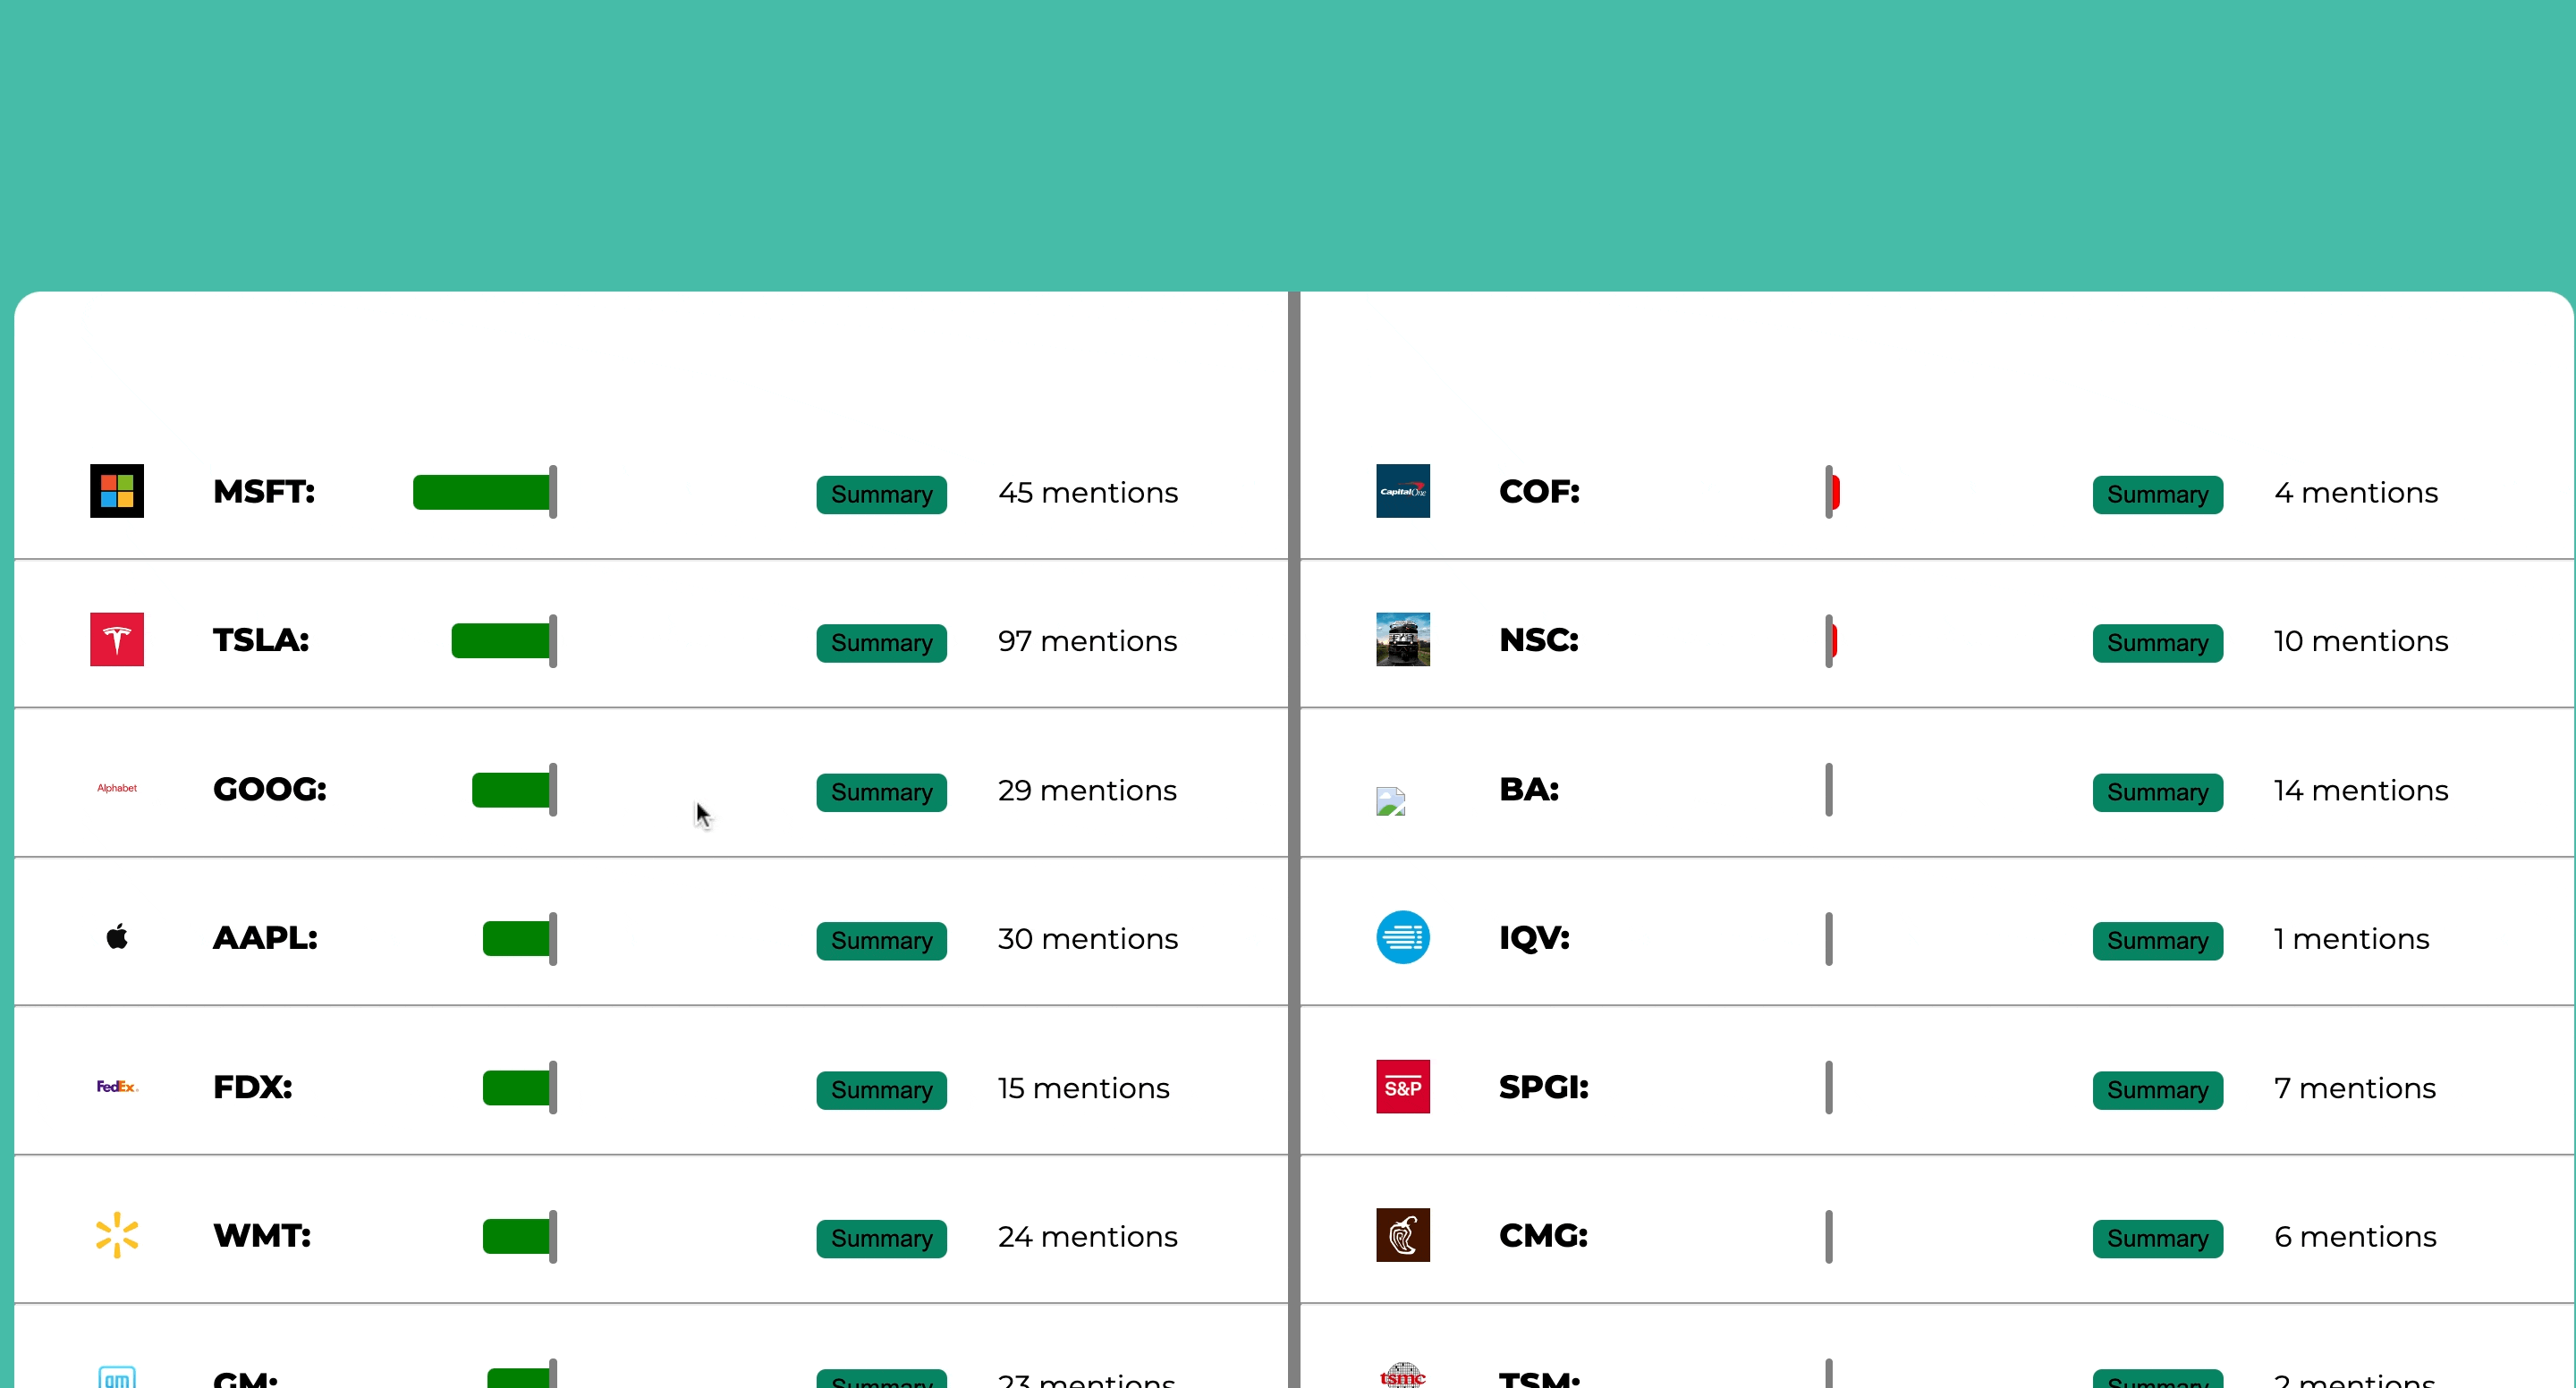 MSFT: Summary 45 mentions
CapitalOne COF: Summary 4 mentions
TSLA: Summary 97 mentions
NSC: Summary 10 mentions
Alphabet GOOG: Summary 29 mentions
BA: Summary 14 mentions
AAPL: Summary 30 mentions
IQV: Summary 1 mentions
FedEx. FDX: Summary 15 mentions
S&P SPGI: Summary 7 mentions
WMT: Summary 24 mentions
CMG: Summary 6 mentions
gm GM: Summary 23 mentions
tsmc TSM: Summary 2 mentions